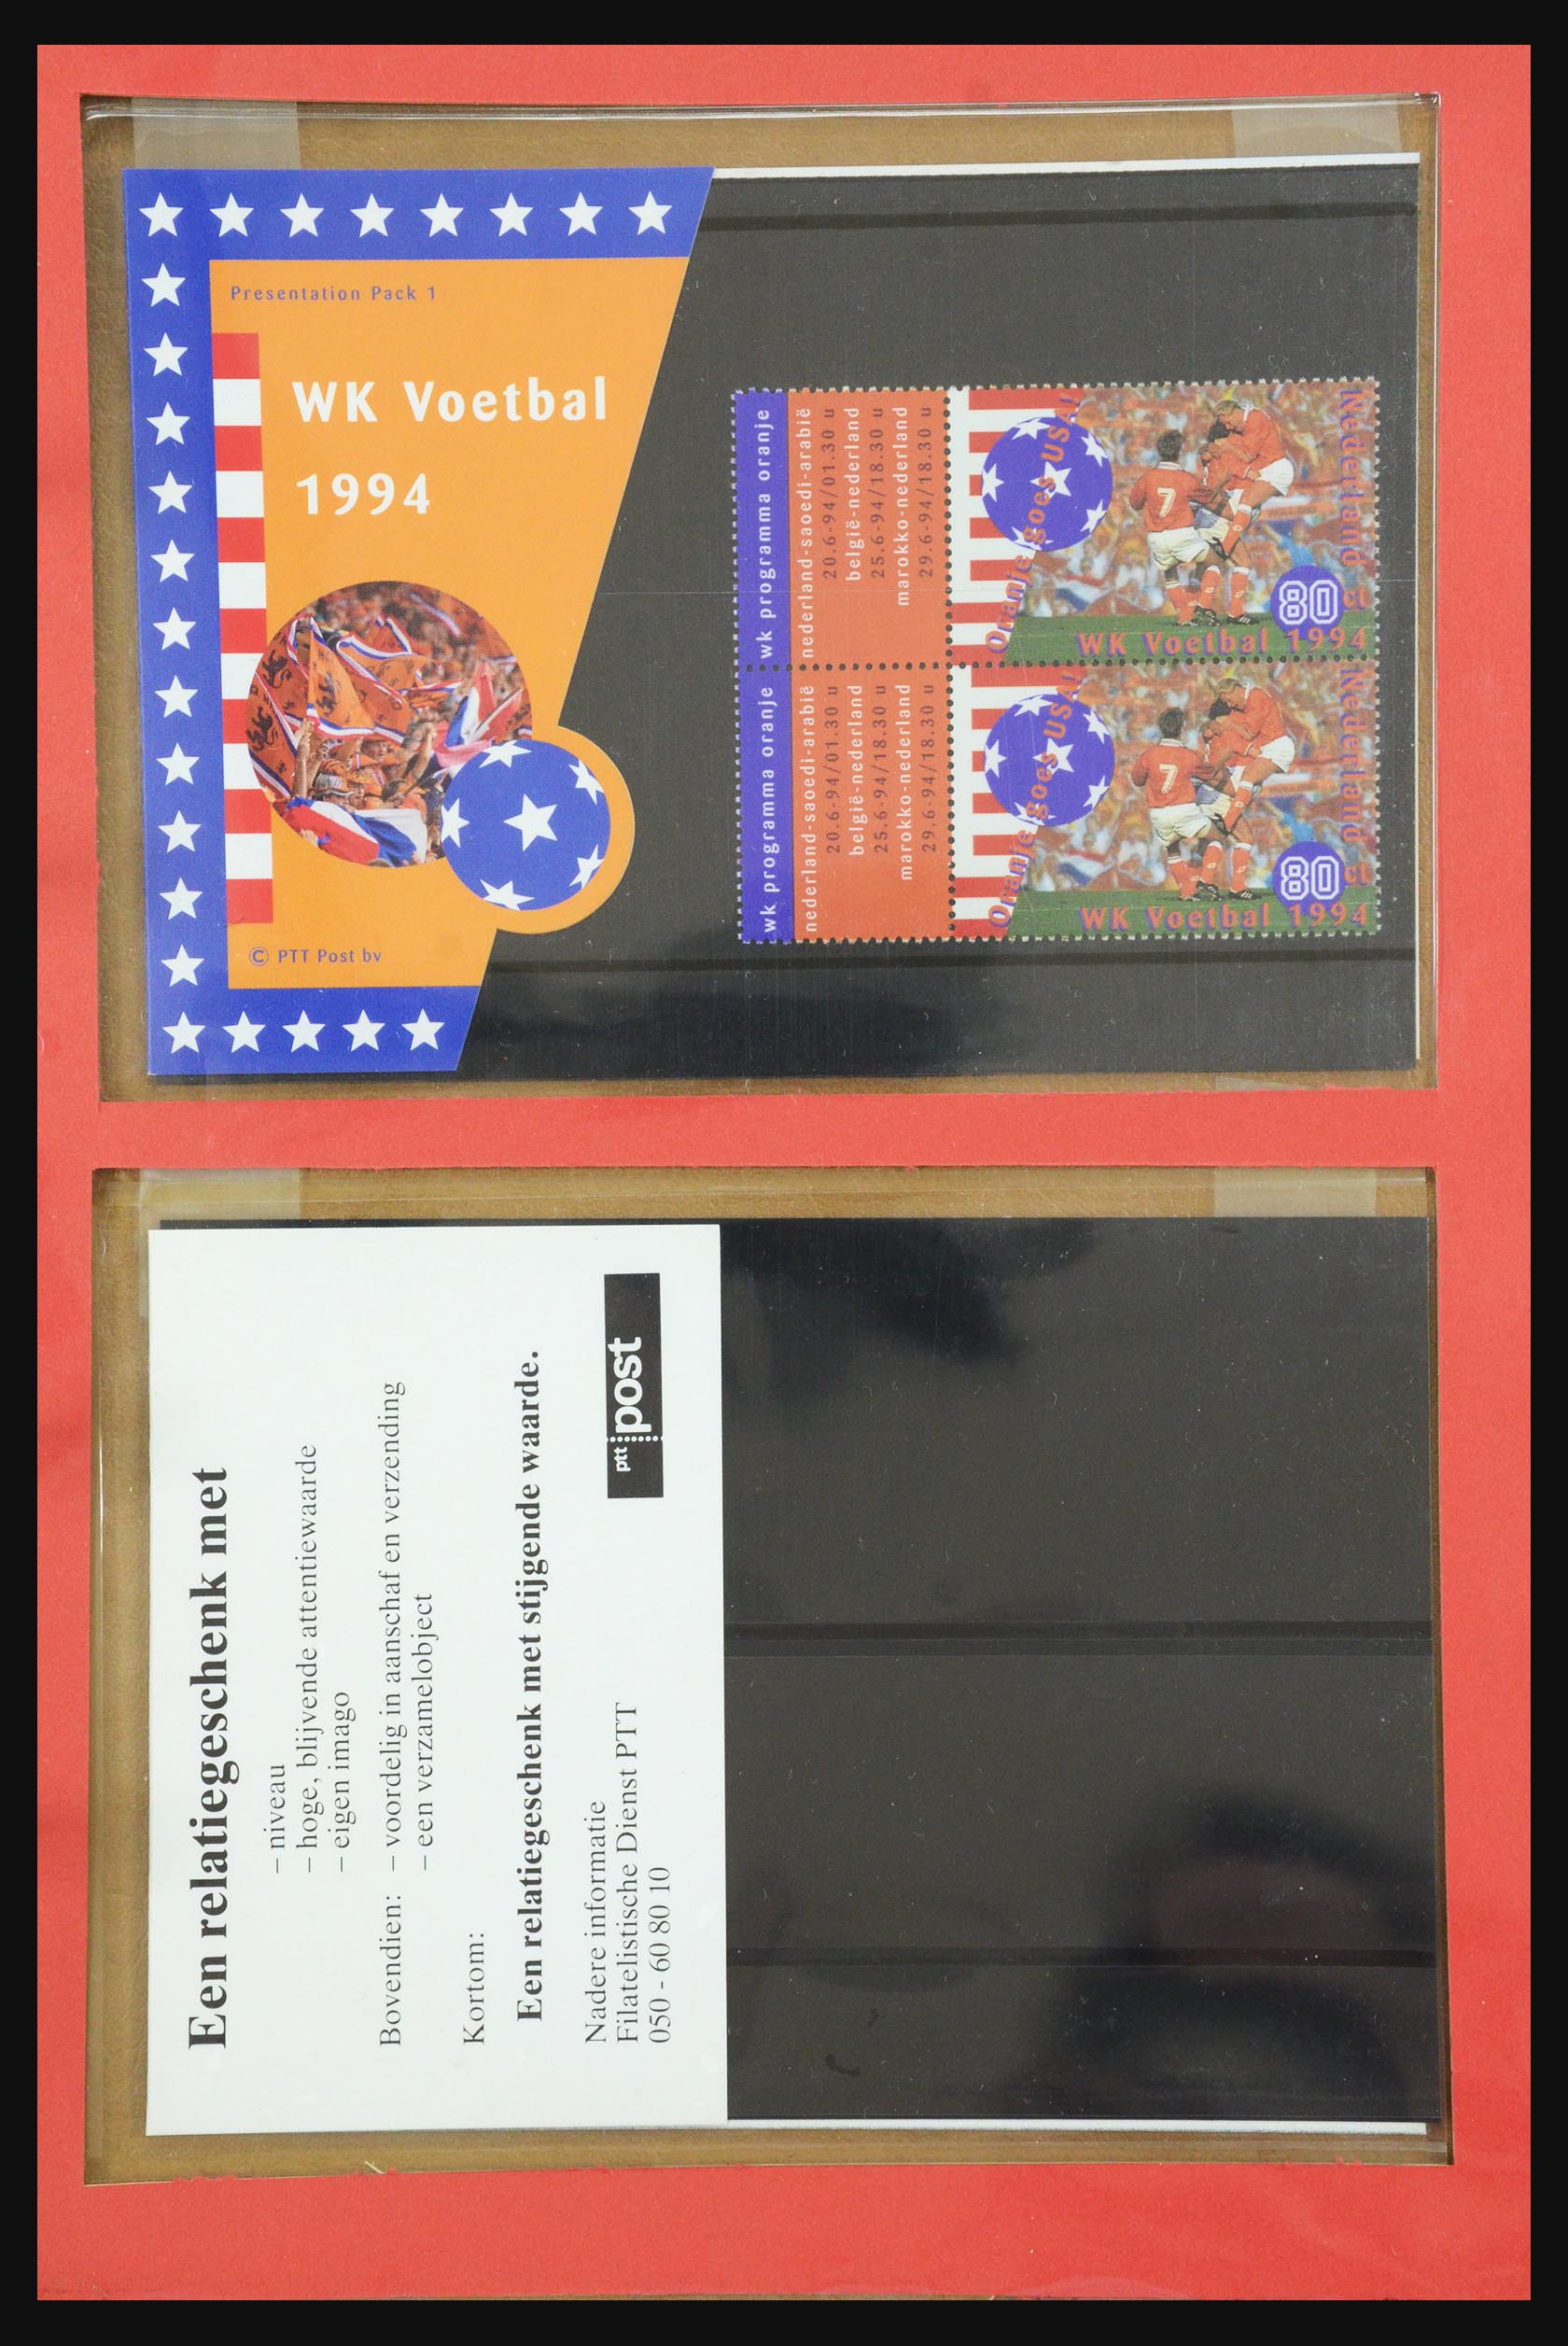 Presentation Pack 1
WK Voetbal
1994
© PTT Post bv
wk programma oranje
nederland-saoedi-arabië
20.6-94/01.30 u
belgië-nederland
25.6-94/18.30 u
marokko-nederland
29.6-94/18.30 u
Oranje goes USA!
7
Nederland
80 ct
WK Voetbal 1994
wk programma oranje
nederland-saoedi-arabië
20.6-94/01.30 u
belgië-nederland
25.6-94/18.30 u
marokko-nederland
29.6-94/18.30 u
Oranje goes USA!
7
Nederland
80 ct
WK Voetbal 1994
Een relatiegeschenk met
– niveau
– hoge, blijvende attentiewaarde
– eigen imago
Bovendien: – voordelig in aanschaf en verzending
– een verzamelobject
Kortom:
Een relatiegeschenk met stijgende waarde.
Nadere informatie
Filatelistische Dienst PTT
050 - 60 80 10
ptt post